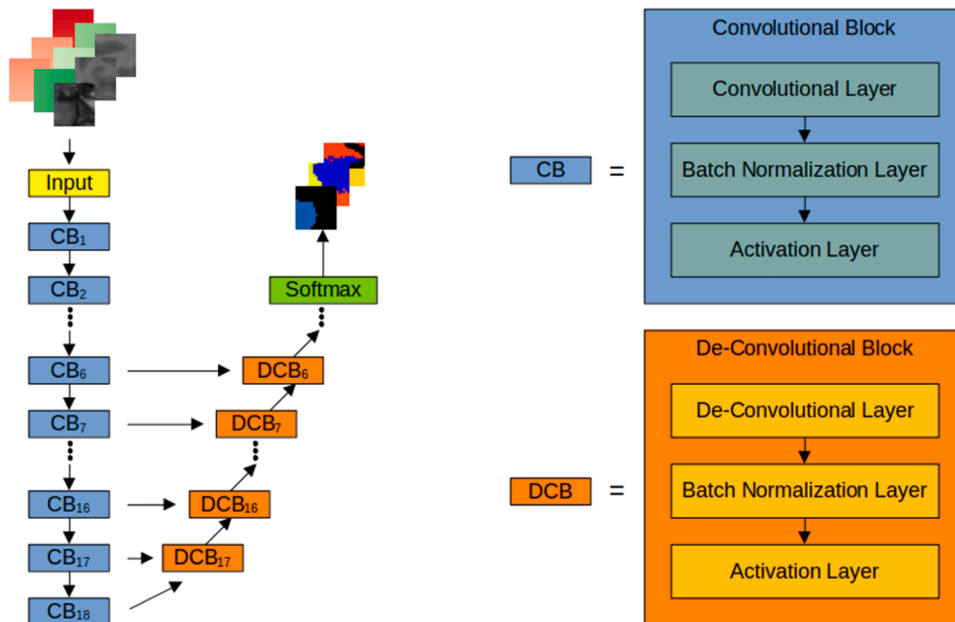 Input
CB₁
CB₂
CB₆
CB₇
CB₁₆
CB₁₇
CB₁₈
Softmax
DCB₆
DCB₇
DCB₁₆
DCB₁₇
CB =
Convolutional Block
Convolutional Layer
Batch Normalization Layer
Activation Layer
DCB =
De-Convolutional Block
De-Convolutional Layer
Batch Normalization Layer
Activation Layer